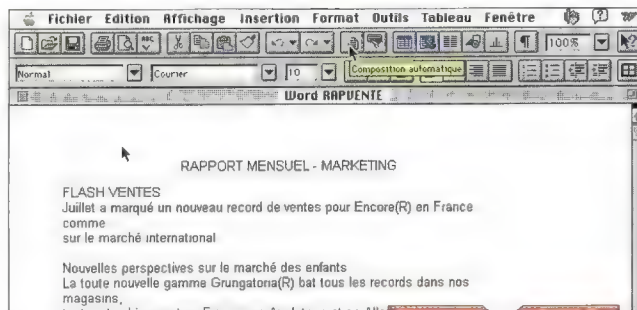 Fichier Edition Affichage Insertion Format Outils Tableau Fenêtre
100%
Normal Courier 10 Composition automatique
Word RAPVENTE
RAPPORT MENSUEL - MARKETING
FLASH VENTES
Juillet a marqué un nouveau record de ventes pour Encore(R) en France
comme
sur le marché international
Nouvelles perspectives sur le marché des enfants
La toute nouvelle gamme Grungatona(R) bat tous les records dans nos
magasins,